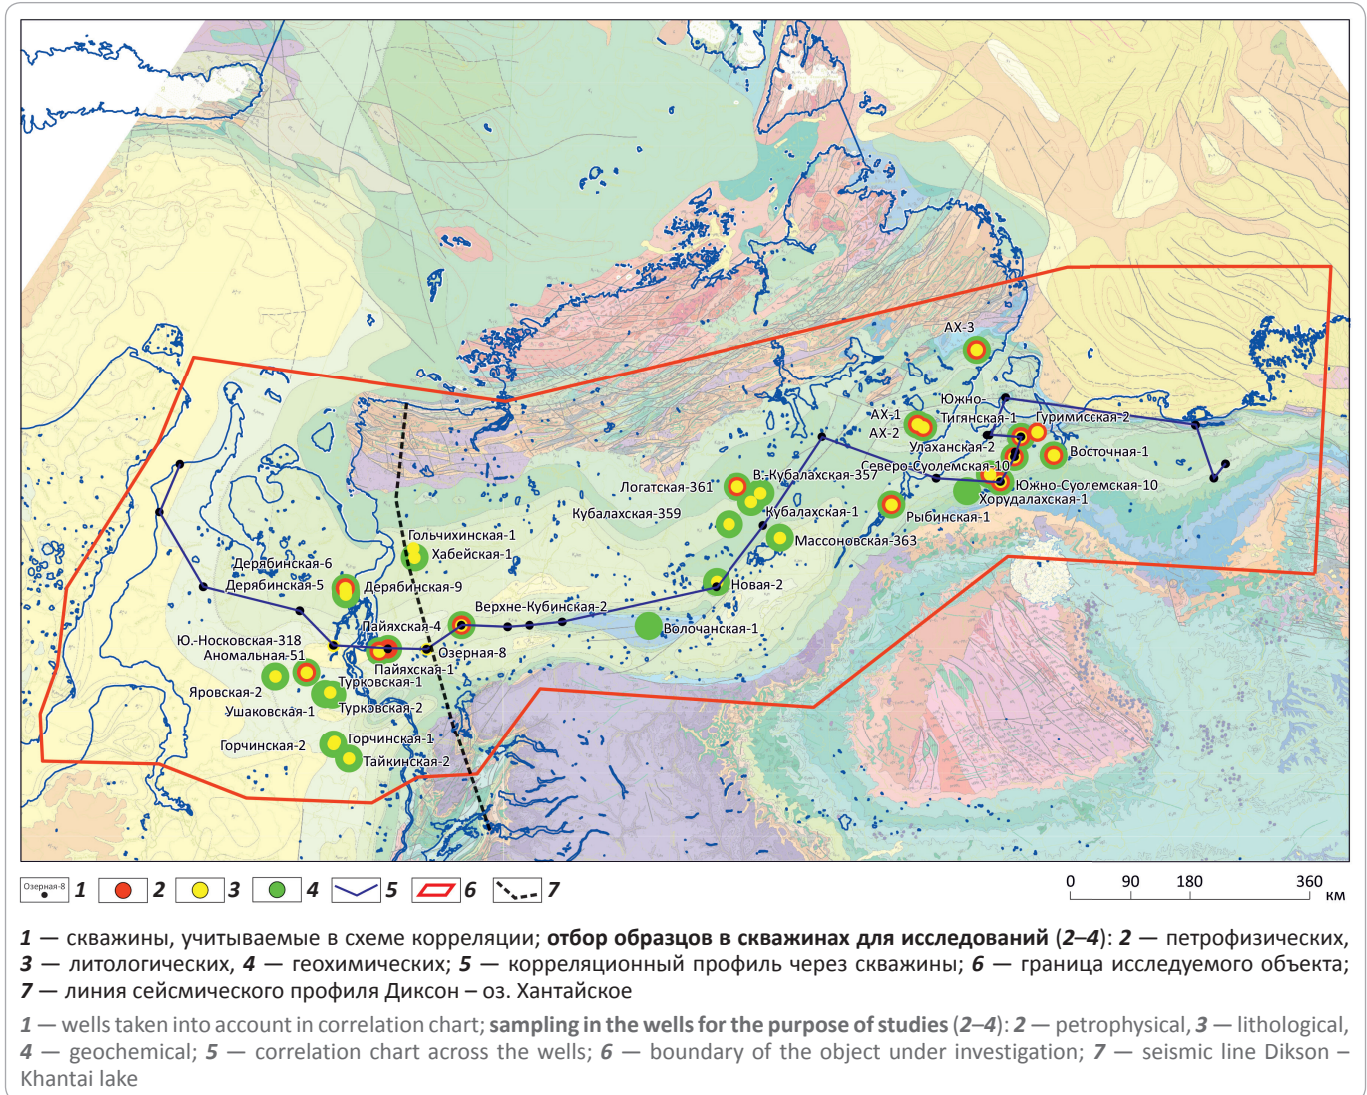 АХ-3
Южно-
Тигянская-1
Гуримисская-2
АХ-1
АХ-2
Улаханская-2
Восточная-1
Северо-Суолемская-10
В.-Кубалахская-357
Южно-Суолемская-10
Логатская-361
Хорудалахская-1
Кубалахская-359
Кубалахская-1
Рыбинская-1
Массоновская-363
Гольчихинская-1
Хабейская-1
Дерябинская-6
Дерябинская-5
Дерябинская-9
Новая-2
Верхне-Кубинская-2
Пайяхская-4
Волочанская-1
Ю.-Носковская-318
Аномальная-51
Озерная-8
Пайяхская-1
Турковская-1
Яровская-2
Ушаковская-1
Турковская-2
Горчинская-2
Горчинская-1
Тайкинская-2
Озерная-8 1 2 3 4 5 6 7
0 90 180 360
км
1 — скважины, учитываемые в схеме корреляции; отбор образцов в скважинах для исследований (2–4): 2 — петрофизических,
3 — литологических, 4 — геохимических; 5 — корреляционный профиль через скважины; 6 — граница исследуемого объекта;
7 — линия сейсмического профиля Диксон – оз. Хантайское
1 — wells taken into account in correlation chart; sampling in the wells for the purpose of studies (2–4): 2 — petrophysical, 3 — lithological,
4 — geochemical; 5 — correlation chart across the wells; 6 — boundary of the object under investigation; 7 — seismic line Dikson –
Khantai lake